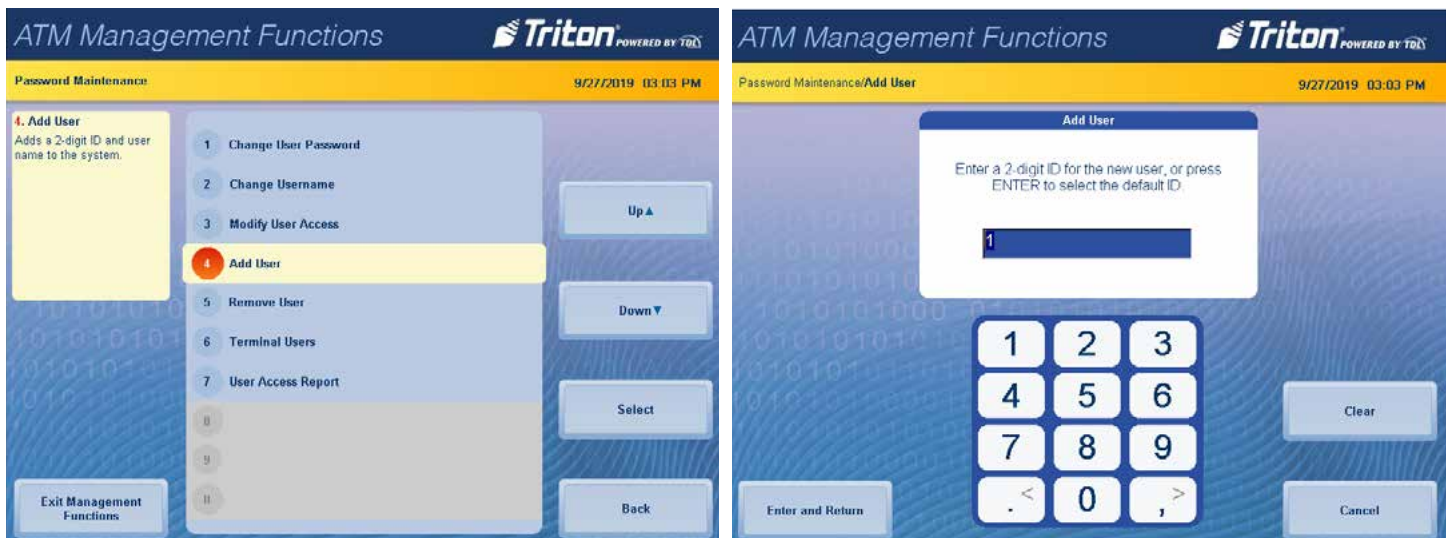 ATM Management Functions
Triton POWERED BY TDL
Password Maintenance
9/27/2019 03:03 PM
4. Add User
Adds a 2-digit ID and user
name to the system.
1 Change User Password
2 Change Username
3 Modify User Access
4 Add User
5 Remove User
6 Terminal Users
7 User Access Report
8
9
0
Up▲
Down▼
Select
Back
Exit Management
Functions
ATM Management Functions
Triton POWERED BY TDL
Password Maintenance/Add User
9/27/2019 03:03 PM
Add User
Enter a 2-digit ID for the new user, or press
ENTER to select the default ID
1
1 2 3
4 5 6
7 8 9
.< 0 ,>
Clear
Enter and Return
Cancel